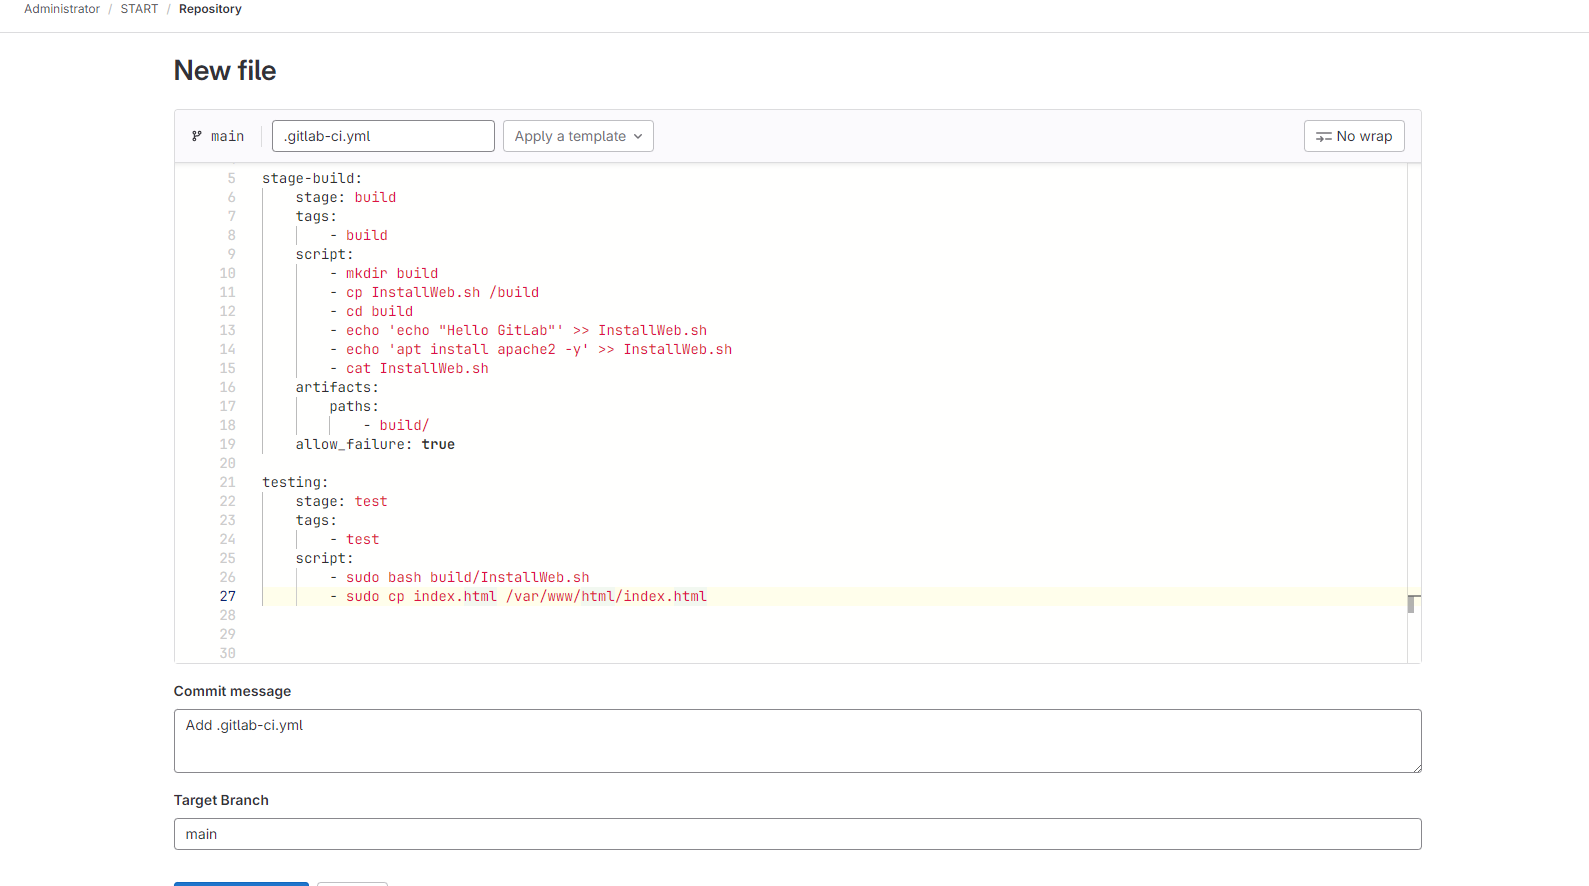 Administrator / START / Repository
New file
main .gitlab-ci.yml Apply a template No wrap
5 stage-build:
6 stage: build
7 tags:
8 - build
9 script:
10 - mkdir build
11 - cp InstallWeb.sh /build
12 - cd build
13 - echo 'echo "Hello GitLab"' >> InstallWeb.sh
14 - echo 'apt install apache2 -y' >> InstallWeb.sh
15 - cat InstallWeb.sh
16 artifacts:
17 paths:
18 - build/
19 allow_failure: true
20
21 testing:
22 stage: test
23 tags:
24 - test
25 script:
26 - sudo bash build/InstallWeb.sh
27 - sudo cp index.html /var/www/html/index.html
28
29
30
Commit message
Add .gitlab-ci.yml
Target Branch
main